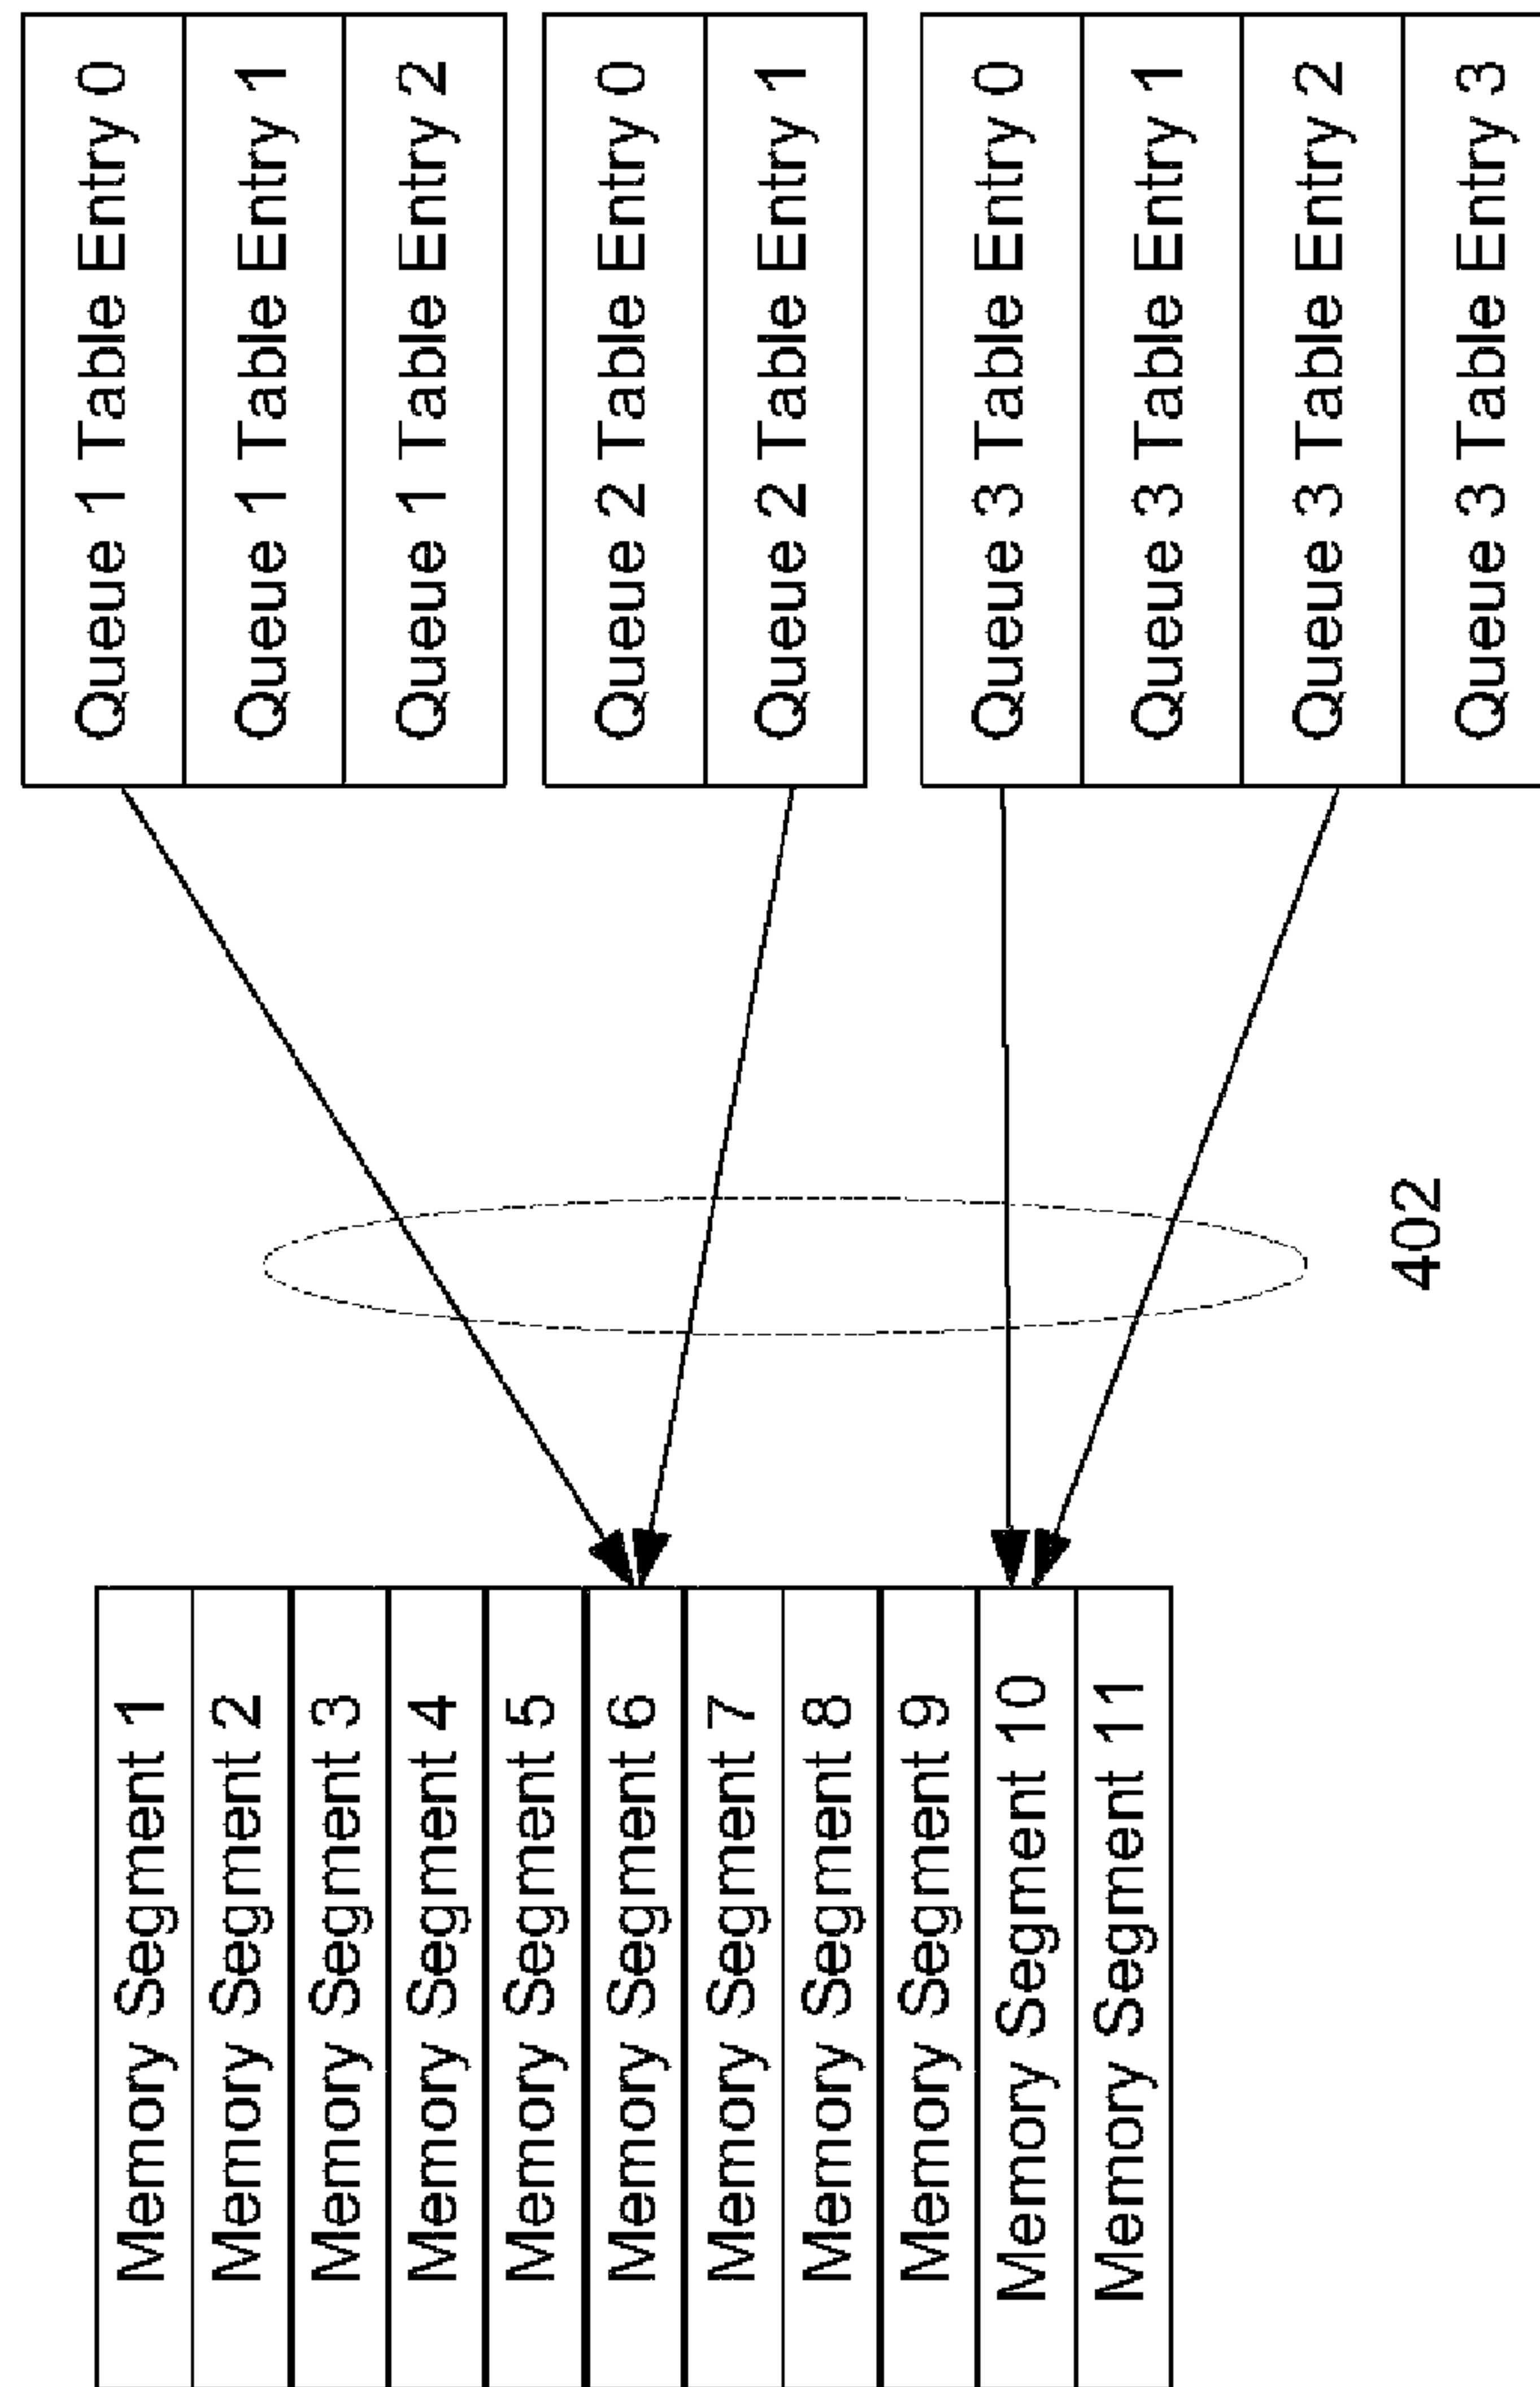 Memory Segment 1
Memory Segment 2
Memory Segment 3
Memory Segment 4
Memory Segment 5
Memory Segment 6
Memory Segment 7
Memory Segment 8
Memory Segment 9
Memory Segment 10
Memory Segment 11
402
Queue 1 Table Entry 0
Queue 1 Table Entry 1
Queue 1 Table Entry 2
Queue 2 Table Entry 0
Queue 2 Table Entry 1
Queue 3 Table Entry 0
Queue 3 Table Entry 1
Queue 3 Table Entry 2
Queue 3 Table Entry 3